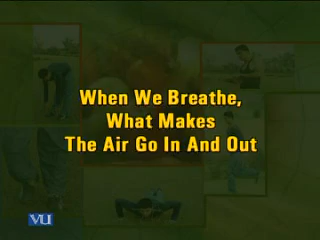 When We Breathe,
What Makes
The Air Go In And Out
VU